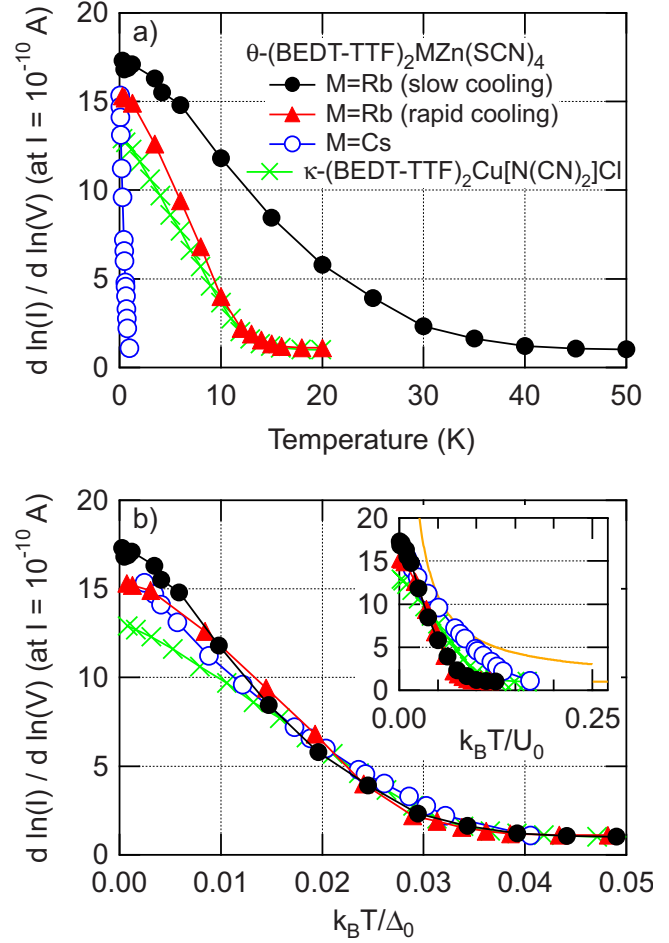 a)
θ-(BEDT-TTF)₂MZn(SCN)₄
M=Rb (slow cooling)
M=Rb (rapid cooling)
M=Cs
κ-(BEDT-TTF)₂Cu[N(CN)₂]Cl
d ln(I) / d ln(V) (at I = 10⁻¹⁰ A)
20
15
10
5
0
0
10
20
30
40
50
Temperature (K)
b)
d ln(I) / d ln(V) (at I = 10⁻¹⁰ A)
20
15
10
5
0
20
15
10
5
0
0.00
0.25
k_BT/U₀
0.00
0.01
0.02
0.03
0.04
0.05
k_BT/Δ₀